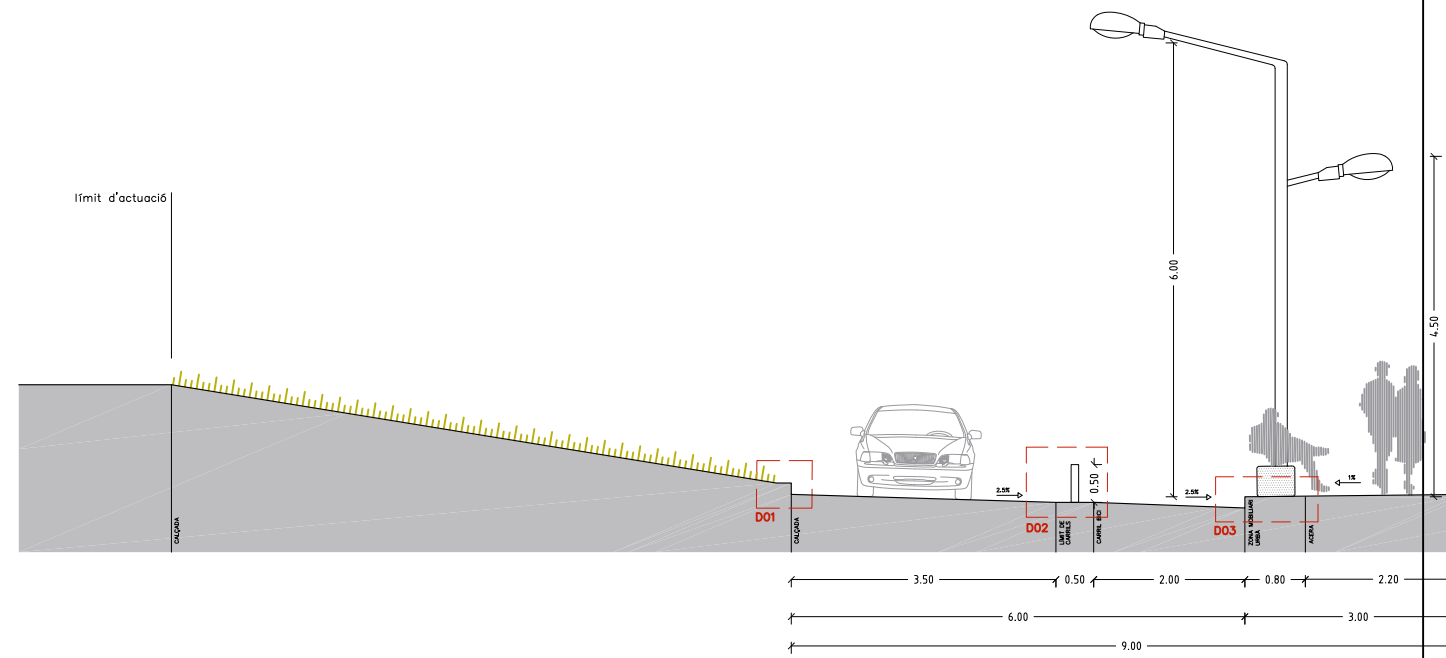 límit d'actuació
6.00
4.50
0.50
2.5%
2.5%
1%
D01
D02
D03
CALÇADA
LÍMIT DE
CARRILS
CARRIL BICI
ZONA MOBILIARI
URBÀ
ACERA
3.50
0.50
2.00
0.80
2.20
6.00
3.00
9.00